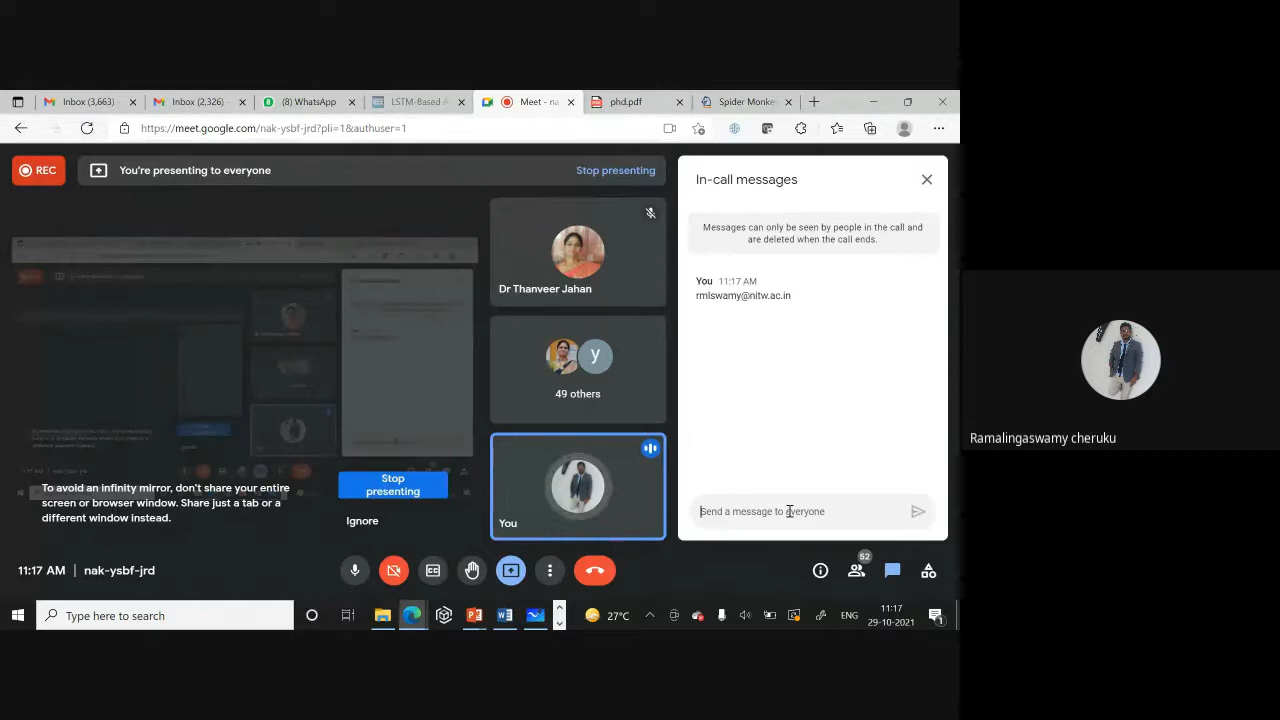 Inbox (3,663)
Inbox (2,326)
(8) WhatsApp
LSTM-Based
Meet - na
phd.pdf
Spider Monke
https://meet.google.com/nak-ysbf-jrd?pli=1&authuser=1
REC
You're presenting to everyone
Stop presenting
Dr Thanveer Jahan
y
49 others
You
To avoid an infinity mirror, don't share your entire
screen or browser window. Share just a tab or a
different window instead.
Stop
presenting
Ignore
In-call messages
Messages can only be seen by people in the call and
are deleted when the call ends.
You 11:17 AM
rmlswamy@nitw.ac.in
Send a message to everyone
Ramalingaswamy cheruku
11:17 AM
nak-ysbf-jrd
52
Type here to search
27°C
ENG
11:17
29-10-2021
1